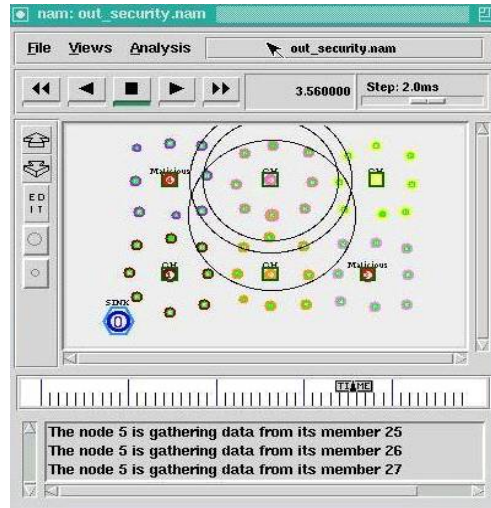 nam: out_security.nam
File Views Analysis out_security.nam
3.560000 Step: 2.0ms
E D
I T
Malicious CH CH
CH CH Malicious
SINK
0
TIME
The node 5 is gathering data from its member 25
The node 5 is gathering data from its member 26
The node 5 is gathering data from its member 27